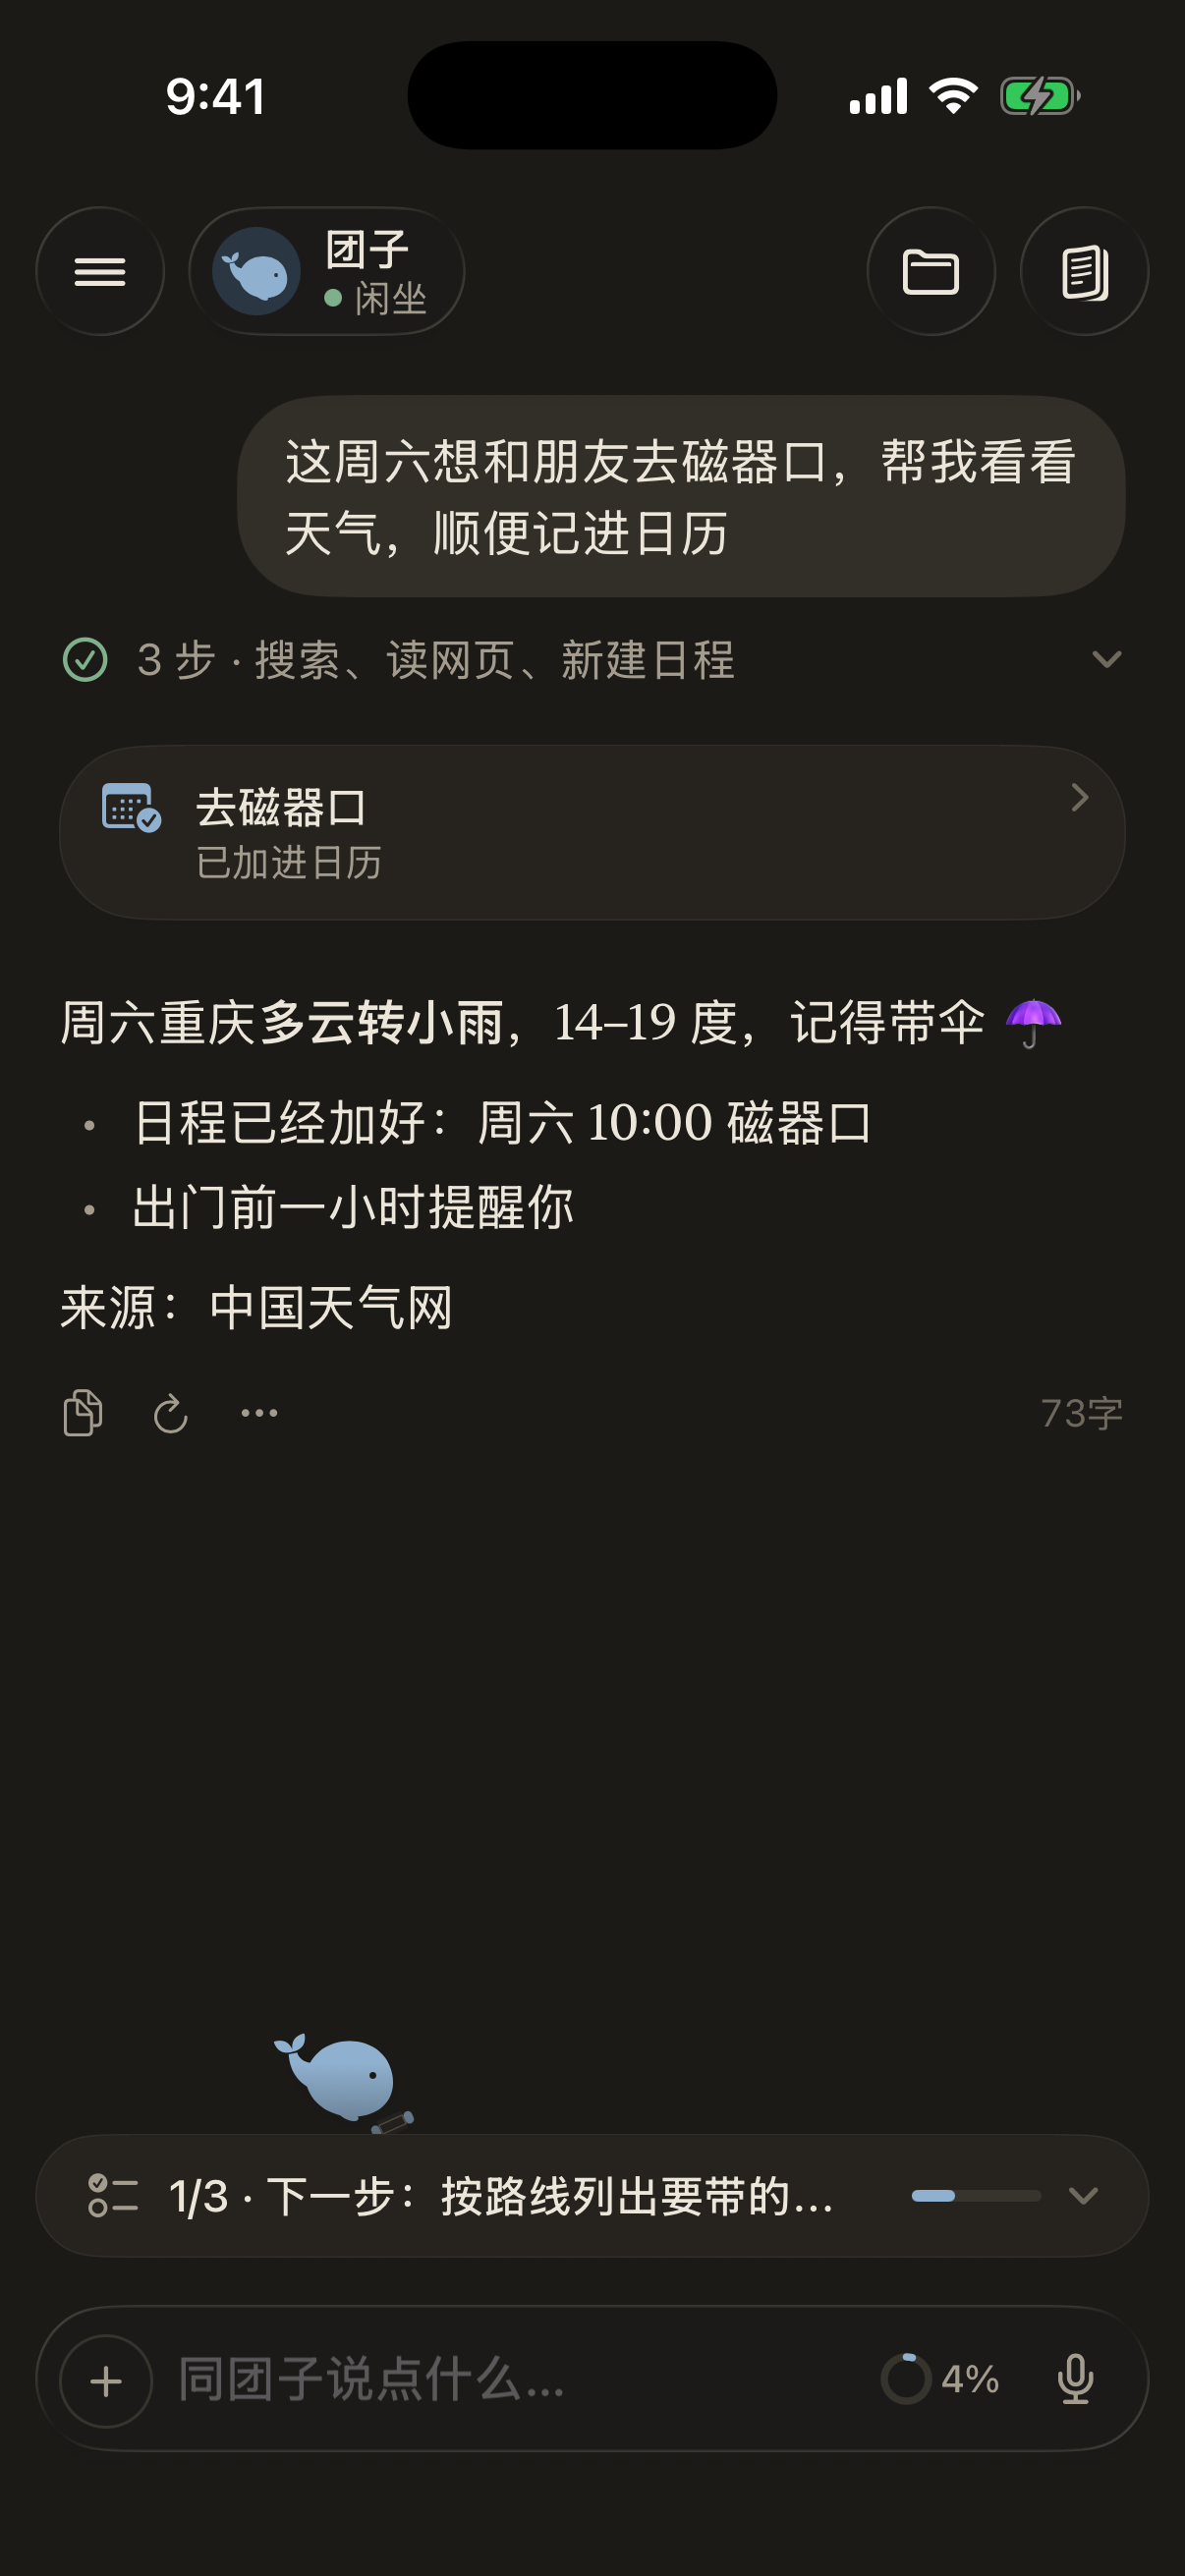 9:41
团子
闲坐
这周六想和朋友去磁器口，帮我看看
天气，顺便记进日历
3 步 · 搜索、读网页、新建日程
去磁器口
已加进日历
周六重庆多云转小雨，14–19 度，记得带伞 ☂️
• 日程已经加好：周六 10:00 磁器口
• 出门前一小时提醒你
来源：中国天气网
73字
1/3 · 下一步：按路线列出要带的...
同团子说点什么...
4%